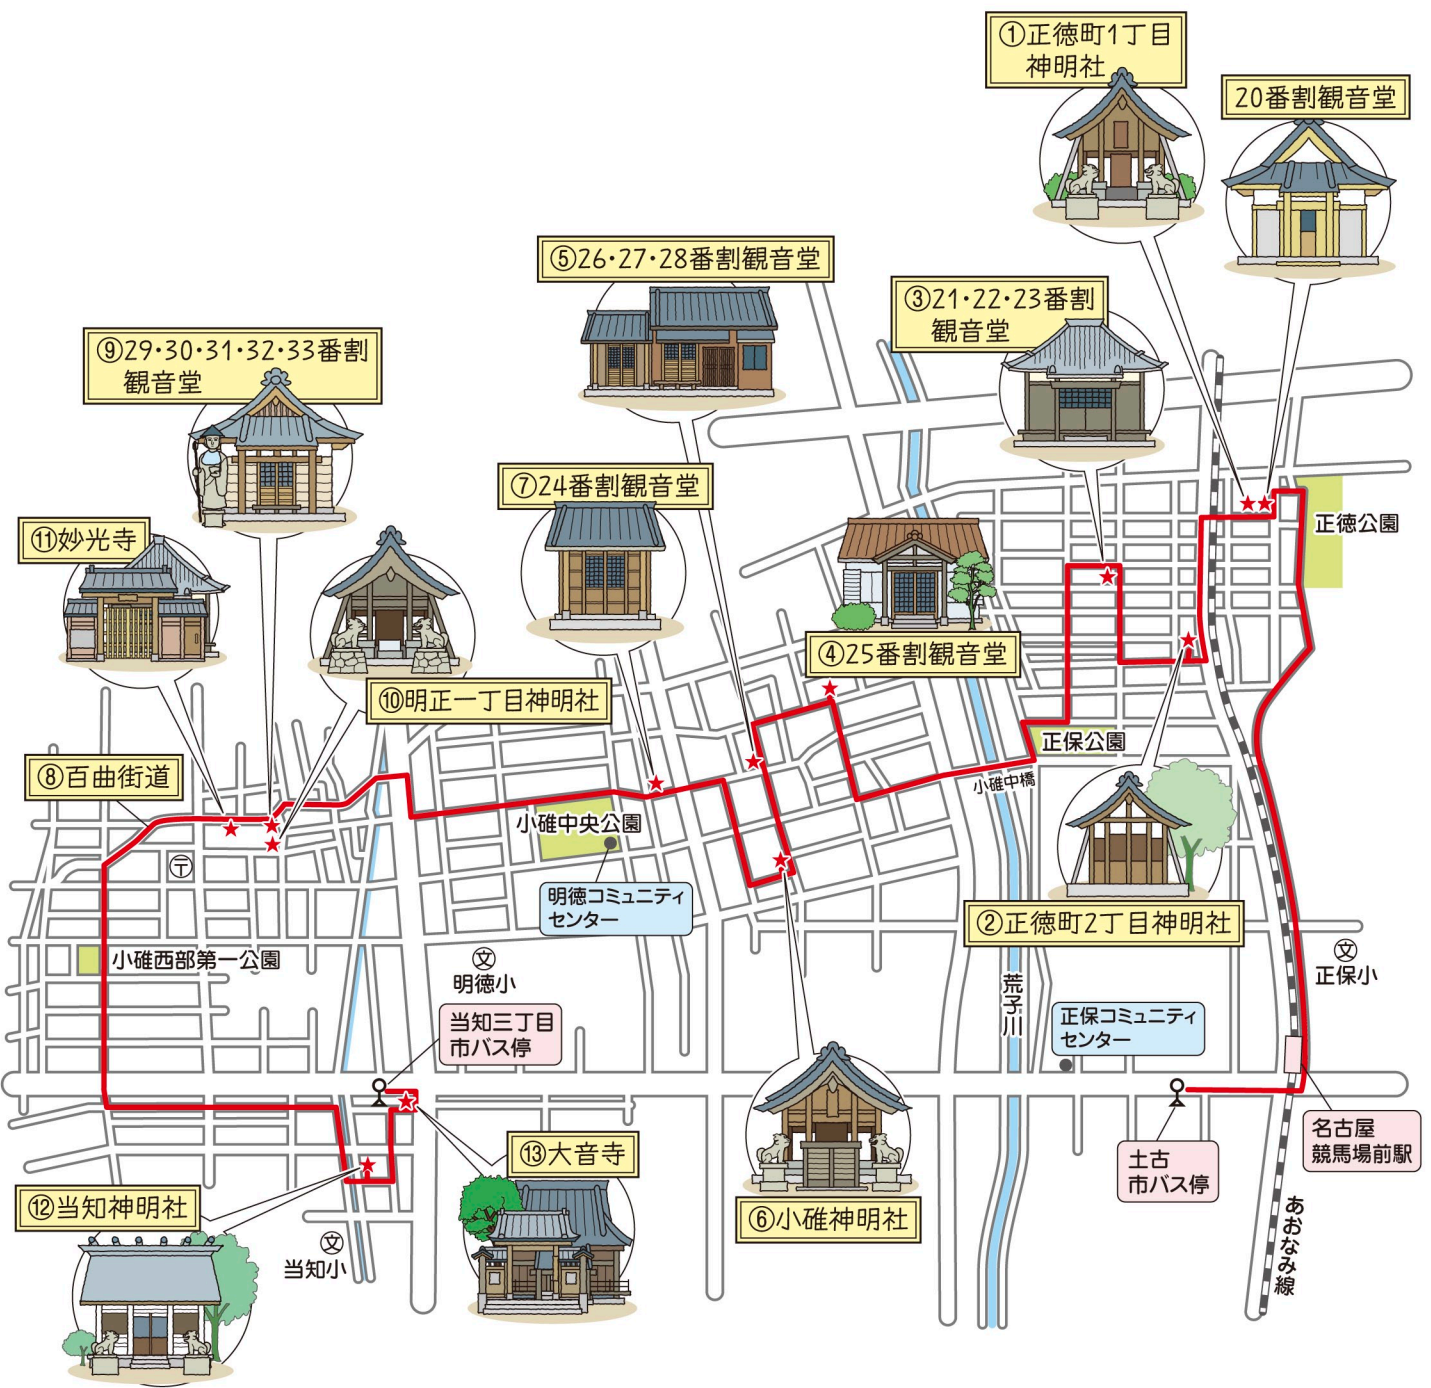 ①正徳町1丁目
神明社
20番割観音堂
⑤26・27・28番割観音堂
③21・22・23番割
観音堂
⑨29・30・31・32・33番割
観音堂
⑦24番割観音堂
⑪妙光寺
正徳公園
④25番割観音堂
⑩明正一丁目神明社
正保公園
⑧百曲街道
小碓中橋
小碓中央公園
〒
明徳コミュニティ
センター
②正徳町2丁目神明社
小碓西部第一公園
文
明徳小
文
正保小
荒子川
当知三丁目
市バス停
正保コミュニティ
センター
名古屋
競馬場前駅
⑬大音寺
土古
市バス停
⑫当知神明社
⑥小碓神明社
あおなみ線
文
当知小